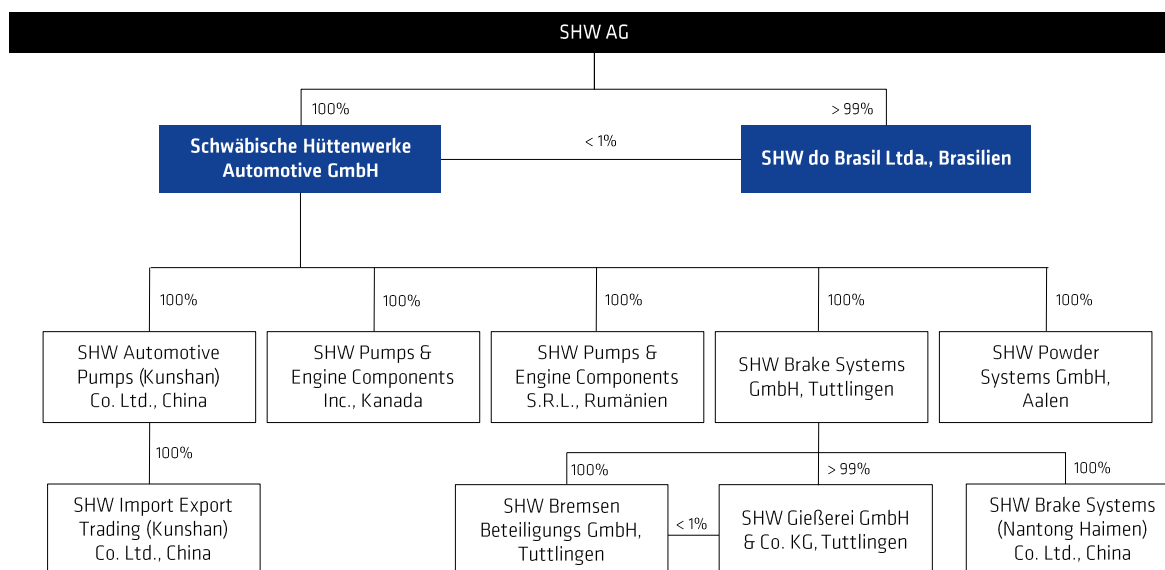 SHW AG
100%
> 99%
Schwäbische Hüttenwerke
Automotive GmbH
< 1%
SHW do Brasil Ltda., Brasilien
100%
100%
100%
100%
100%
SHW Automotive
Pumps (Kunshan)
Co. Ltd., China
SHW Pumps &
Engine Components
Inc., Kanada
SHW Pumps &
Engine Components
S.R.L., Rumänien
SHW Brake Systems
GmbH, Tuttlingen
SHW Powder
Systems GmbH,
Aalen
100%
100%
> 99%
100%
SHW Import Export
Trading (Kunshan)
Co. Ltd., China
SHW Bremsen
Beteiligungs GmbH,
Tuttlingen
< 1%
SHW Gießerei GmbH
& Co. KG, Tuttlingen
SHW Brake Systems
(Nantong Haimen)
Co. Ltd., China